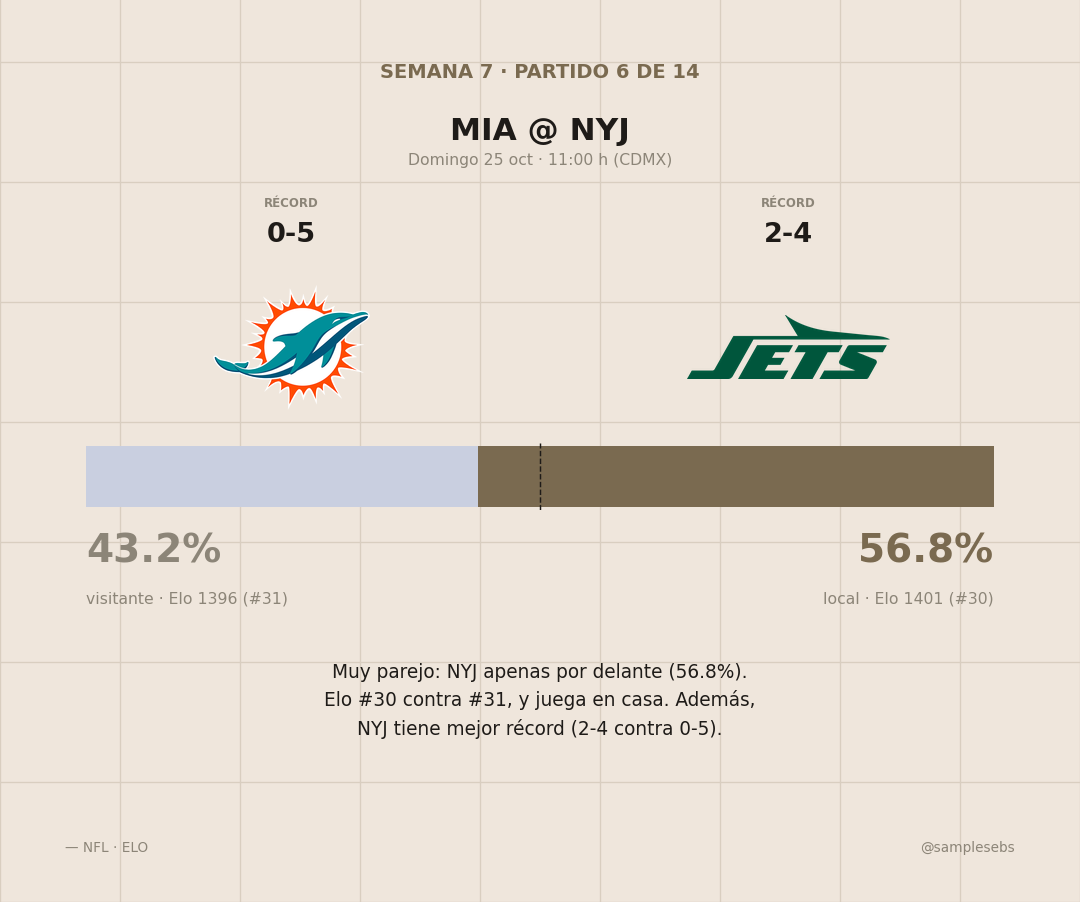 SEMANA 7 · PARTIDO 6 DE 14
MIA @ NYJ
Domingo 25 oct · 11:00 h (CDMX)
RÉCORD
0-5
RÉCORD
2-4
JETS
43.2%
56.8%
visitante · Elo 1396 (#31)
local · Elo 1401 (#30)
Muy parejo: NYJ apenas por delante (56.8%).
Elo #30 contra #31, y juega en casa. Además,
NYJ tiene mejor récord (2-4 contra 0-5).
— NFL · ELO
@samplesebs